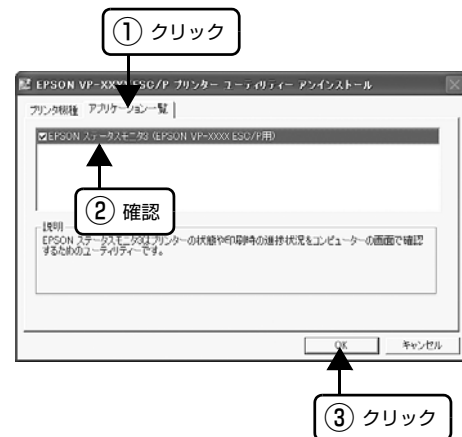 ① クリック
EPSON VP-XXXX ESC/P プリンター ユーティリティー アンインストール
プリンタ機種 アプリケーション一覧
EPSON ステータスモニタ3 (EPSON VP-XXXX ESC/P用)
② 確認
説明
EPSON ステータスモニタ3はプリンターの状態や印刷時の進捗状況をコンピューターの画面で確認
するためのユーティリティーです。
OK キャンセル
③ クリック